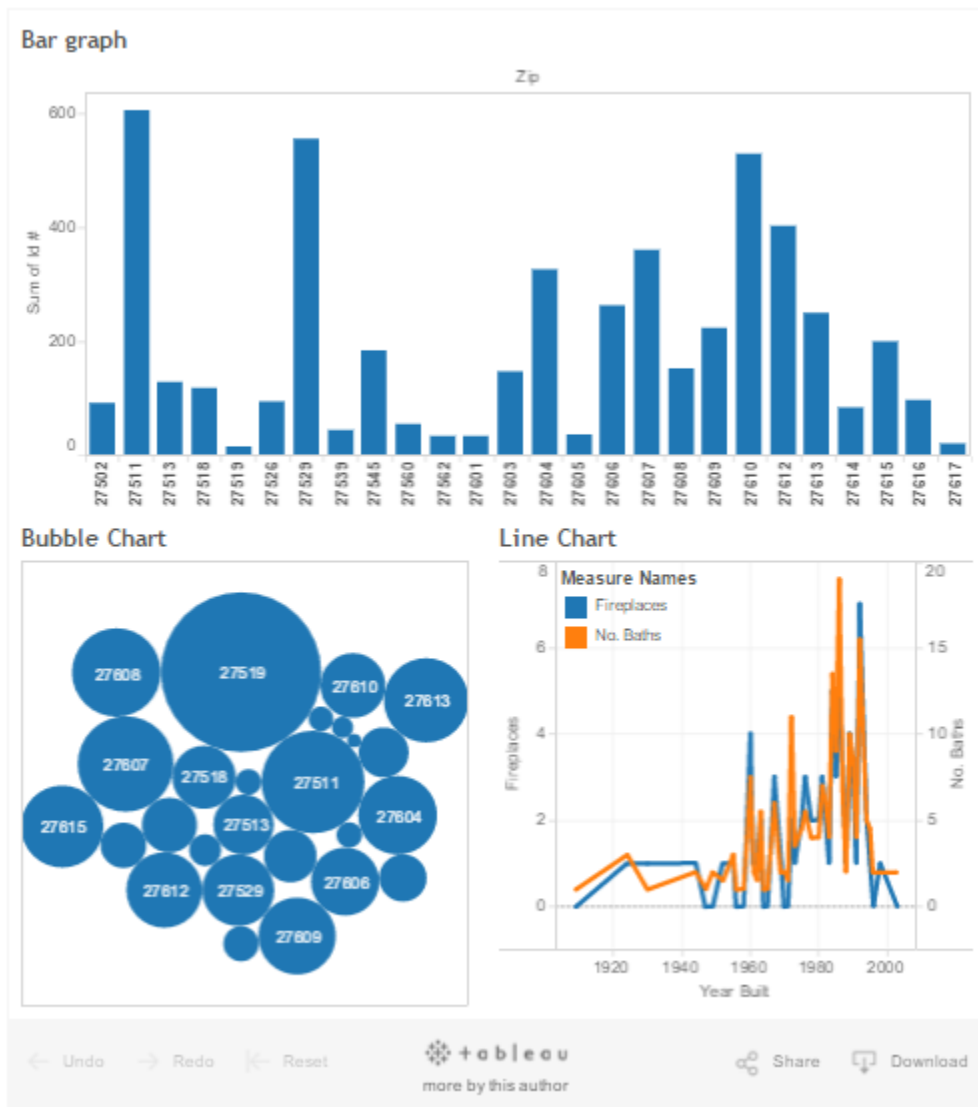 Bar graph
Zip
600
400
200
0
Sum of Id #
27502 27511 27513 27518 27519 27526 27529 27539 27545 27560 27562 27601 27603 27604 27605 27606 27607 27608 27609 27610 27612 27613 27614 27615 27616 27617
Bubble Chart
27608
27519
27610
27613
27607
27518
27511
27615
27513
27604
27612
27529
27606
27609
Line Chart
Measure Names
Fireplaces
No. Baths
8
6
4
2
0
Fireplaces
20
15
10
5
0
No. Baths
1920 1940 1960 1980 2000
Year Built
Undo Redo Reset
+ a b l e a u
more by this author
Share Download